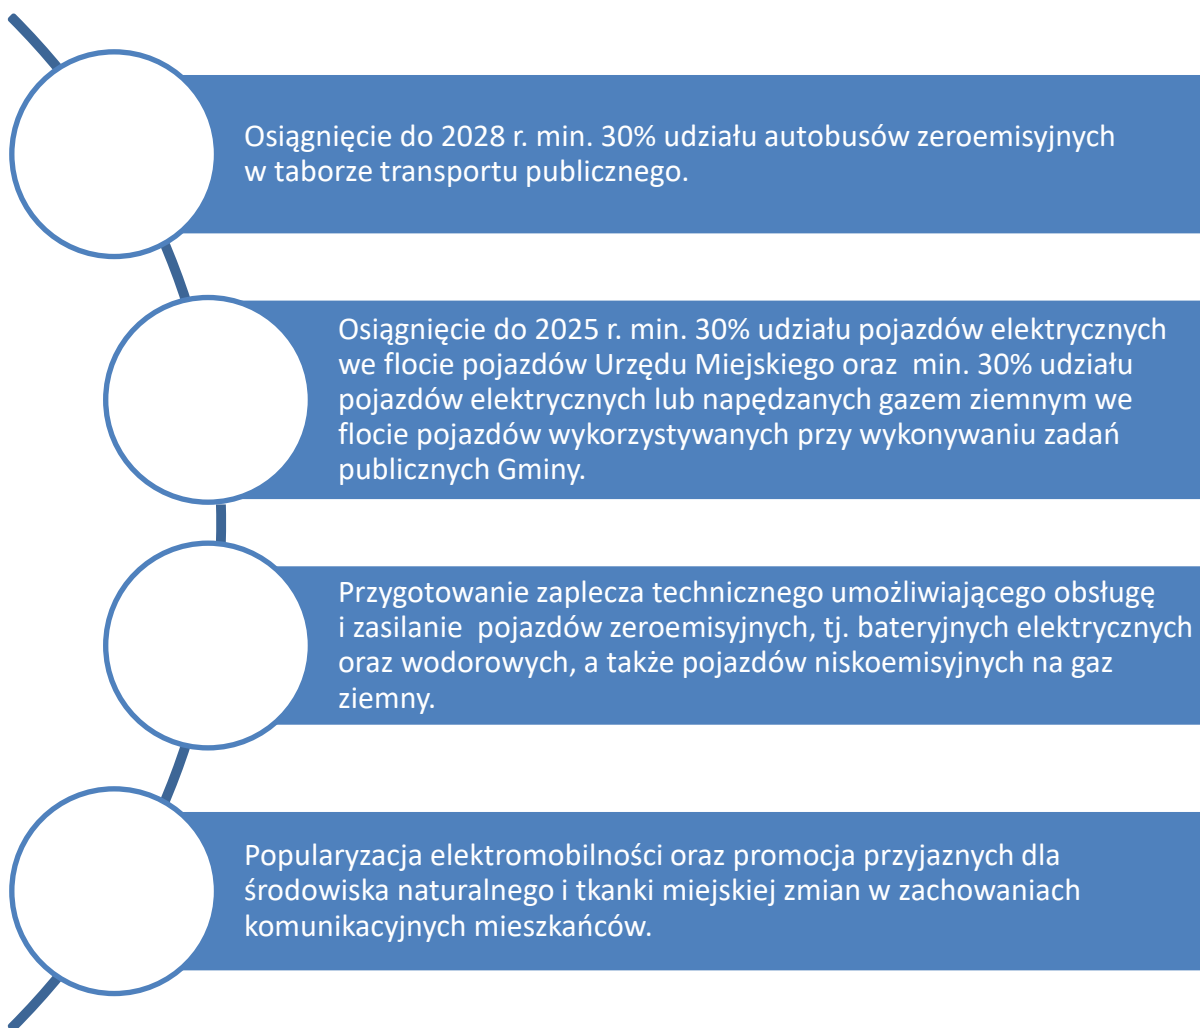 Osiągnięcie do 2028 r. min. 30% udziału autobusów zeroemisyjnych
w taborze transportu publicznego.
Osiągnięcie do 2025 r. min. 30% udziału pojazdów elektrycznych
we flocie pojazdów Urzędu Miejskiego oraz  min. 30% udziału
pojazdów elektrycznych lub napędzanych gazem ziemnym we
flocie pojazdów wykorzystywanych przy wykonywaniu zadań
publicznych Gminy.
Przygotowanie zaplecza technicznego umożliwiającego obsługę
i zasilanie  pojazdów zeroemisyjnych, tj. bateryjnych elektrycznych
oraz wodorowych, a także pojazdów niskoemisyjnych na gaz
ziemny.
Popularyzacja elektromobilności oraz promocja przyjaznych dla
środowiska naturalnego i tkanki miejskiej zmian w zachowaniach
komunikacyjnych mieszkańców.